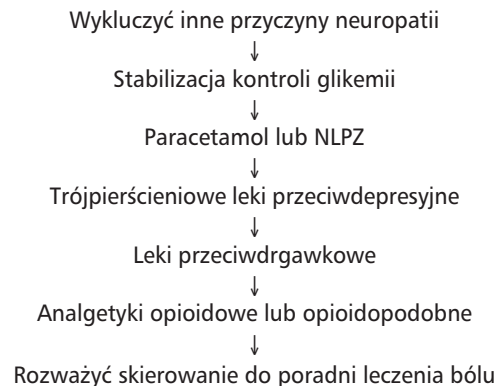 Wykluczyć inne przyczyny neuropatii
↓
Stabilizacja kontroli glikemii
↓
Paracetamol lub NLPZ
↓
Trójpierścieniowe leki przeciwdepresyjne
↓
Leki przeciwdrgawkowe
↓
Analgetyki opioidowe lub opioidopodobne
↓
Rozważyć skierowanie do poradni leczenia bólu